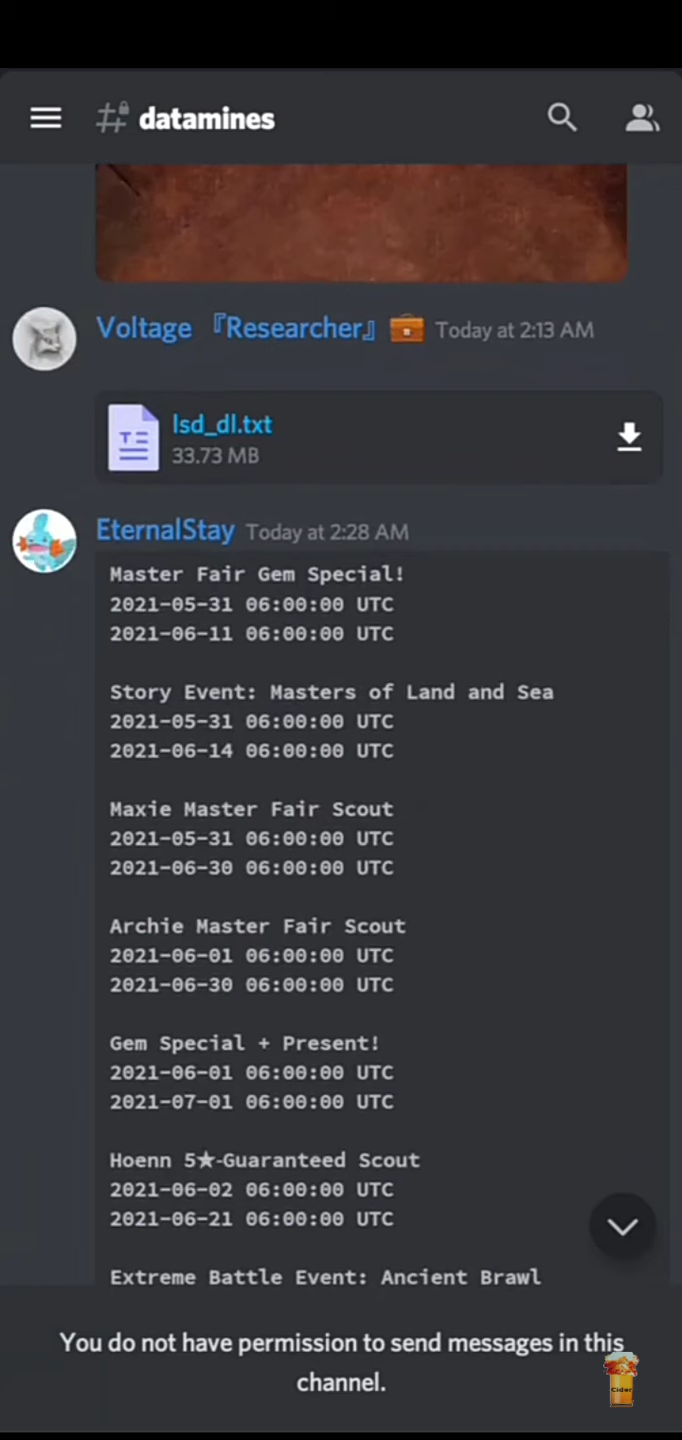 datamines
Voltage 『Researcher』 Today at 2:13 AM
lsd_dl.txt
33.73 MB
EternalStay Today at 2:28 AM
Master Fair Gem Special!
2021-05-31 06:00:00 UTC
2021-06-11 06:00:00 UTC
Story Event: Masters of Land and Sea
2021-05-31 06:00:00 UTC
2021-06-14 06:00:00 UTC
Maxie Master Fair Scout
2021-05-31 06:00:00 UTC
2021-06-30 06:00:00 UTC
Archie Master Fair Scout
2021-06-01 06:00:00 UTC
2021-06-30 06:00:00 UTC
Gem Special + Present!
2021-06-01 06:00:00 UTC
2021-07-01 06:00:00 UTC
Hoenn 5★-Guaranteed Scout
2021-06-02 06:00:00 UTC
2021-06-21 06:00:00 UTC
Extreme Battle Event: Ancient Brawl
You do not have permission to send messages in this
channel.
Cider